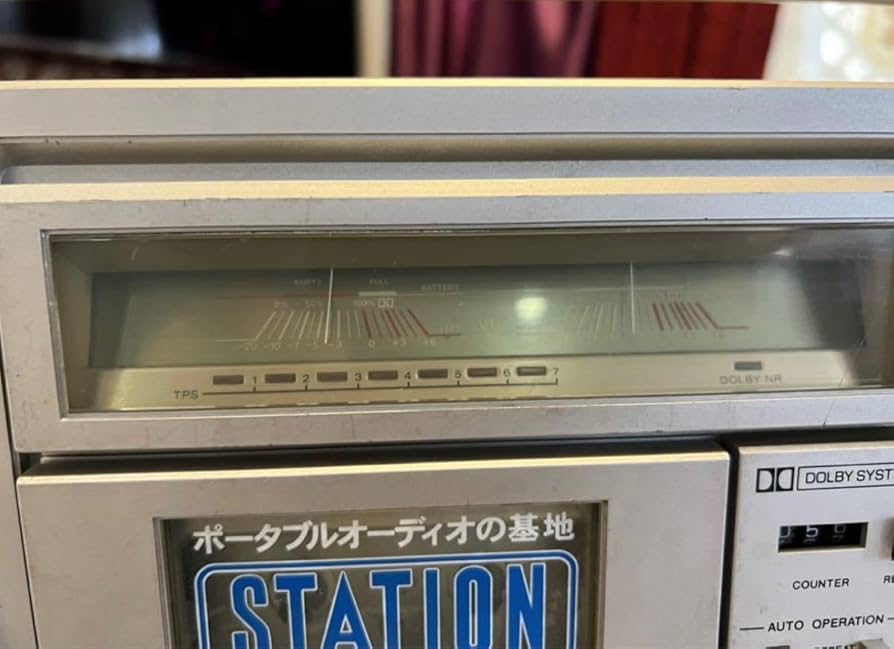 EMPTY FULL BATTERY
0% 50% 100%
-20 -10 -7 -5 -3 0 +3 +6
VU
TPS 1 2 3 4 5 6 7
DOLBY NR
ポータブルオーディオの基地
STATION
DOLBY SYST
COUNTER
AUTO OPERATION